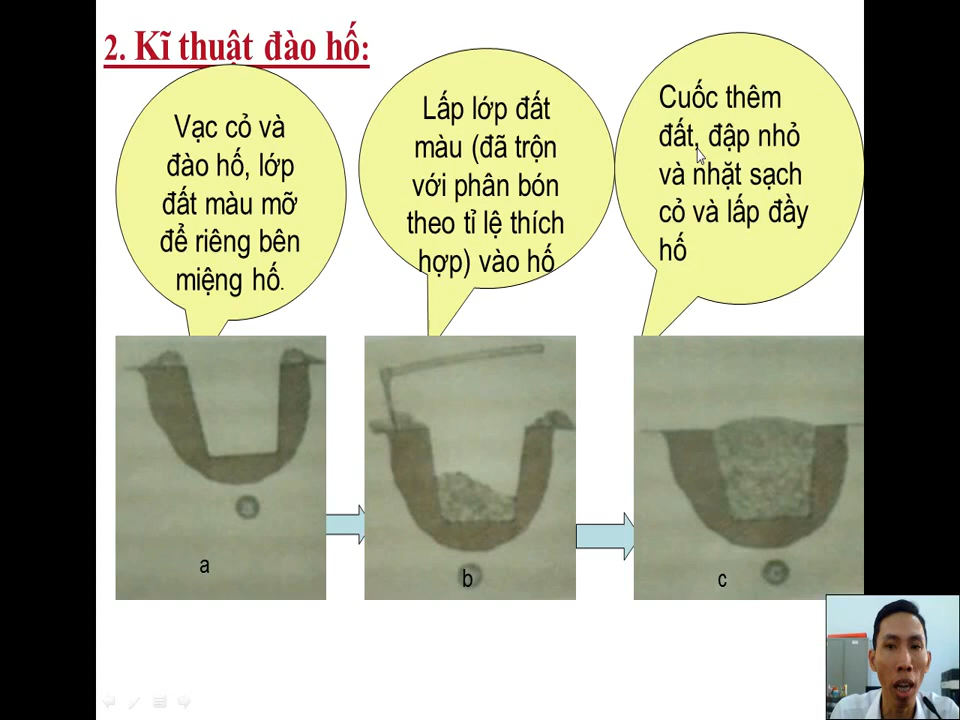 2. Kĩ thuật đào hố:
Vạc cỏ và
đào hố, lớp
đất màu mỡ
để riêng bên
miệng hố.
Lấp lớp đất
màu (đã trộn
với phân bón
theo tỉ lệ thích
hợp) vào hố
Cuốc thêm
đất, đập nhỏ
và nhặt sạch
cỏ và lấp đầy
hố
a
a
b
b
c
c